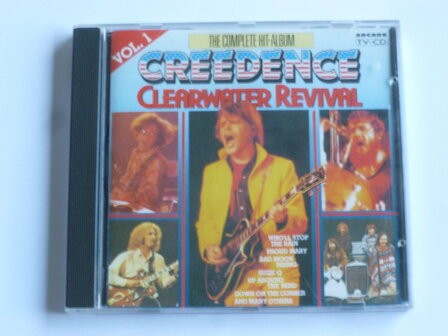 VOL. 1
THE COMPLETE HIT-ALBUM
ARCADE
TV-CD
CREEDENCE
CLEARWATER REVIVAL
WHO'LL STOP
THE RAIN
PROUD MARY
BAD MOON
RISING
SUZIE Q
UP AROUND
THE BEND
DOWN ON THE CORNER
AND MANY OTHERS